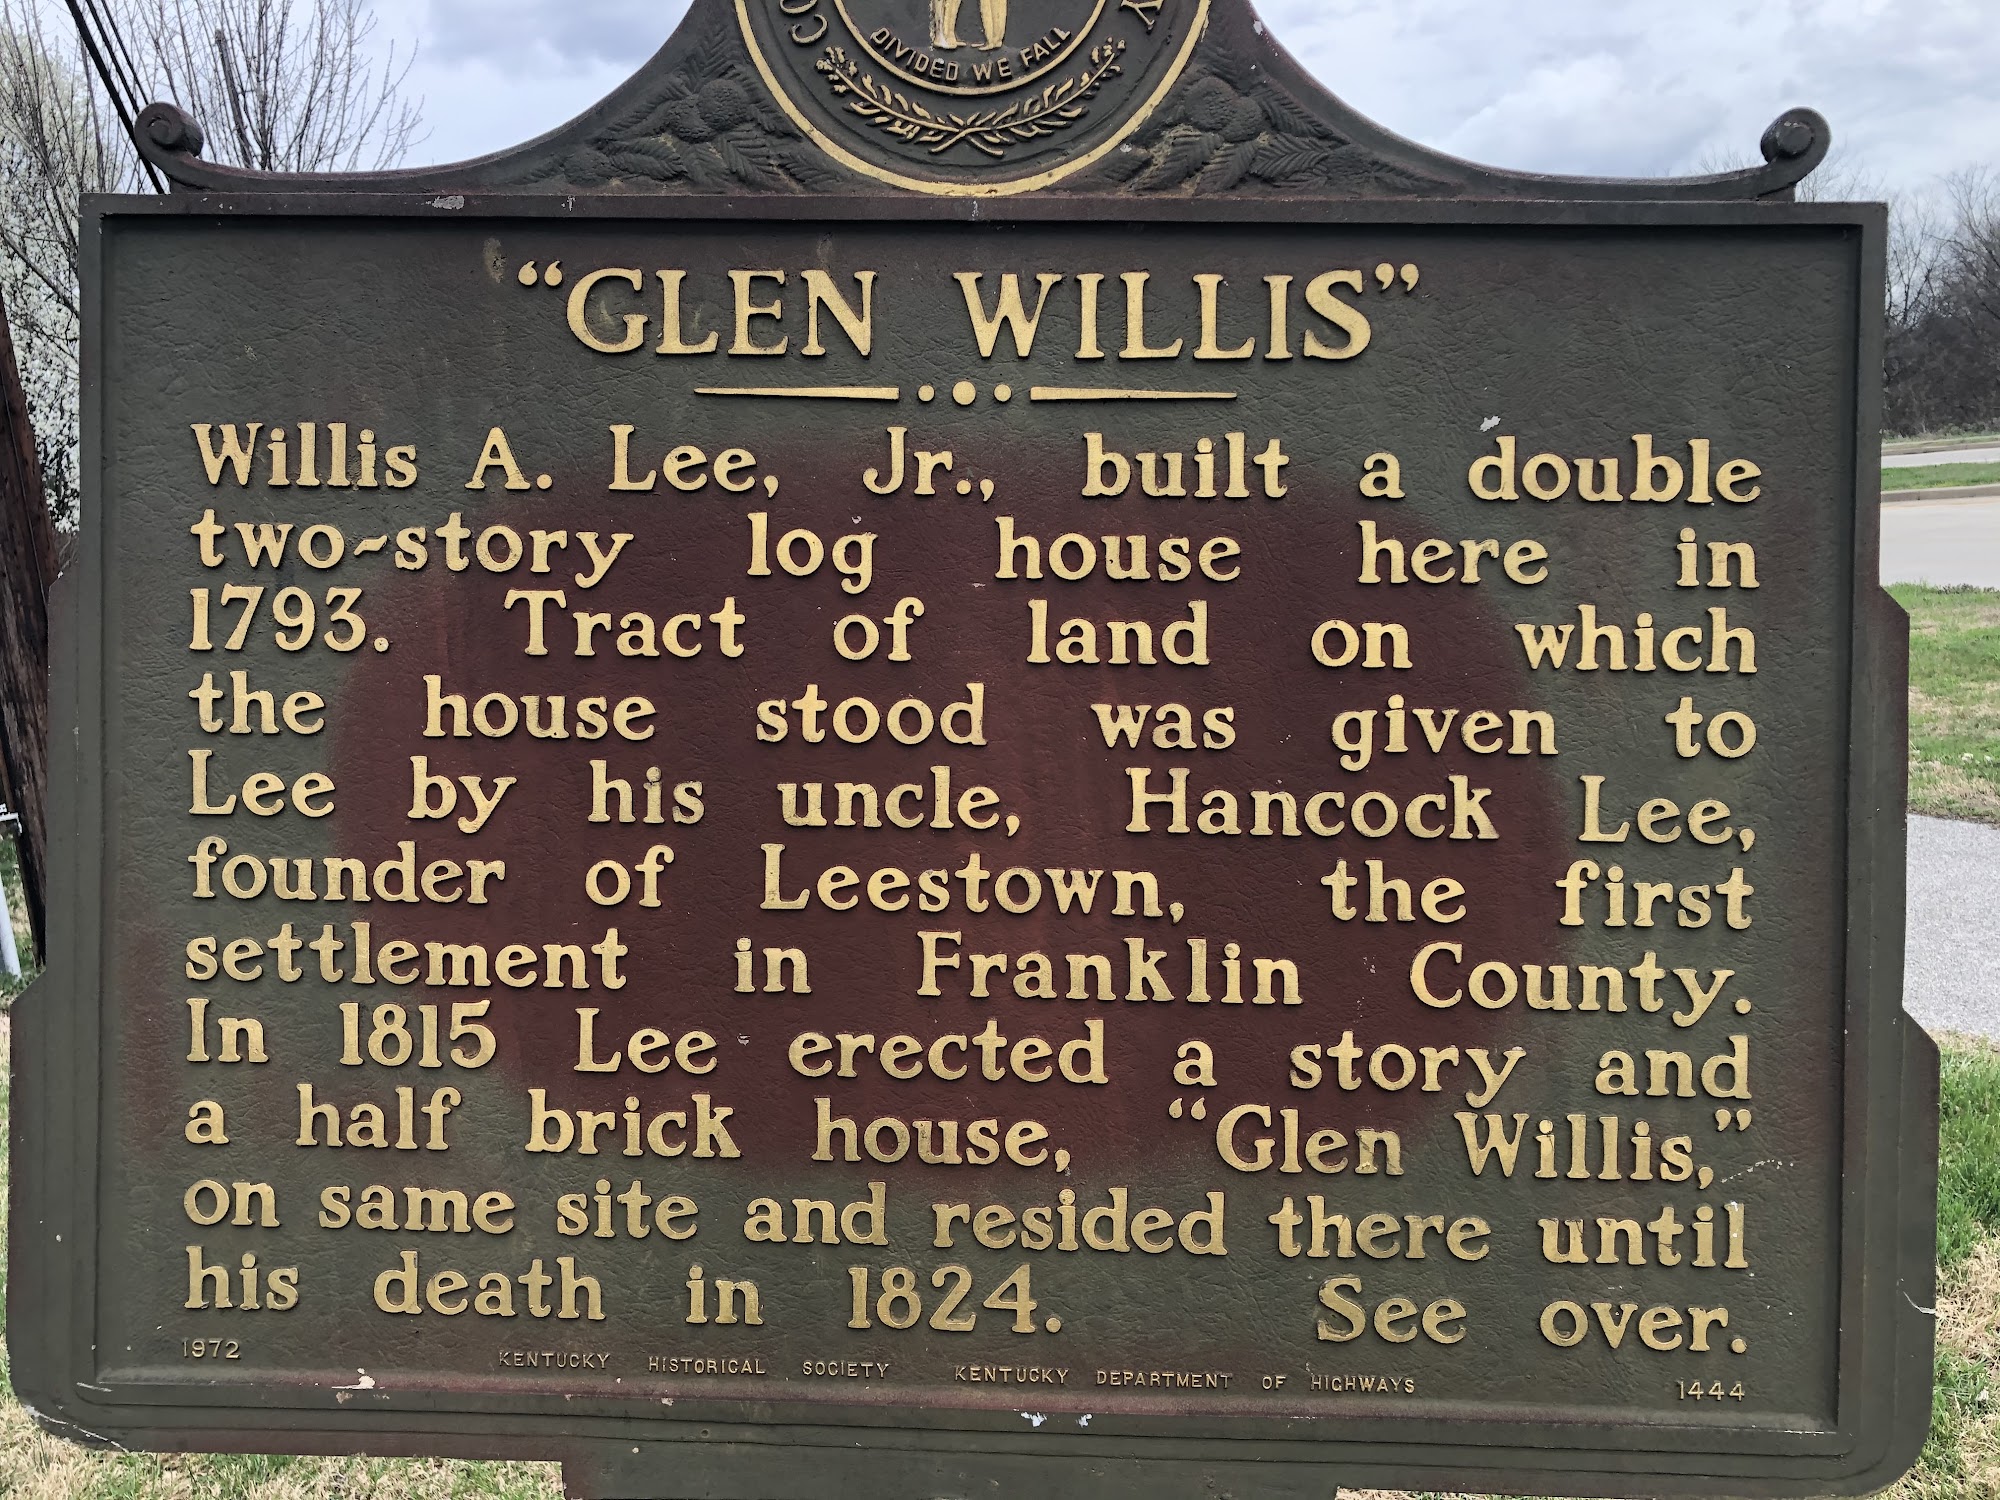 DIVIDED WE FALL
“GLEN WILLIS”
Willis A. Lee, Jr., built a double
two-story log house here in
1793. Tract of land on which
the house stood was given to
Lee by his uncle, Hancock Lee,
founder of Leestown, the first
settlement in Franklin County.
In 1815 Lee erected a story and
a half brick house, “Glen Willis,”
on same site and resided there until
his death in 1824. See over.
1972 KENTUCKY HISTORICAL SOCIETY KENTUCKY DEPARTMENT OF HIGHWAYS 1444